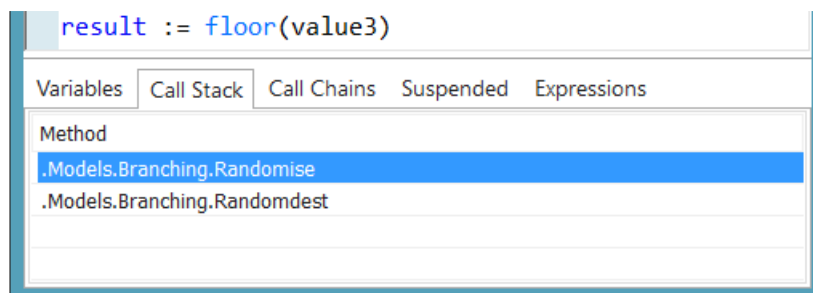 result := floor(value3)
Variables Call Stack Call Chains Suspended Expressions
Method
.Models.Branching.Randomise
.Models.Branching.Randomdest